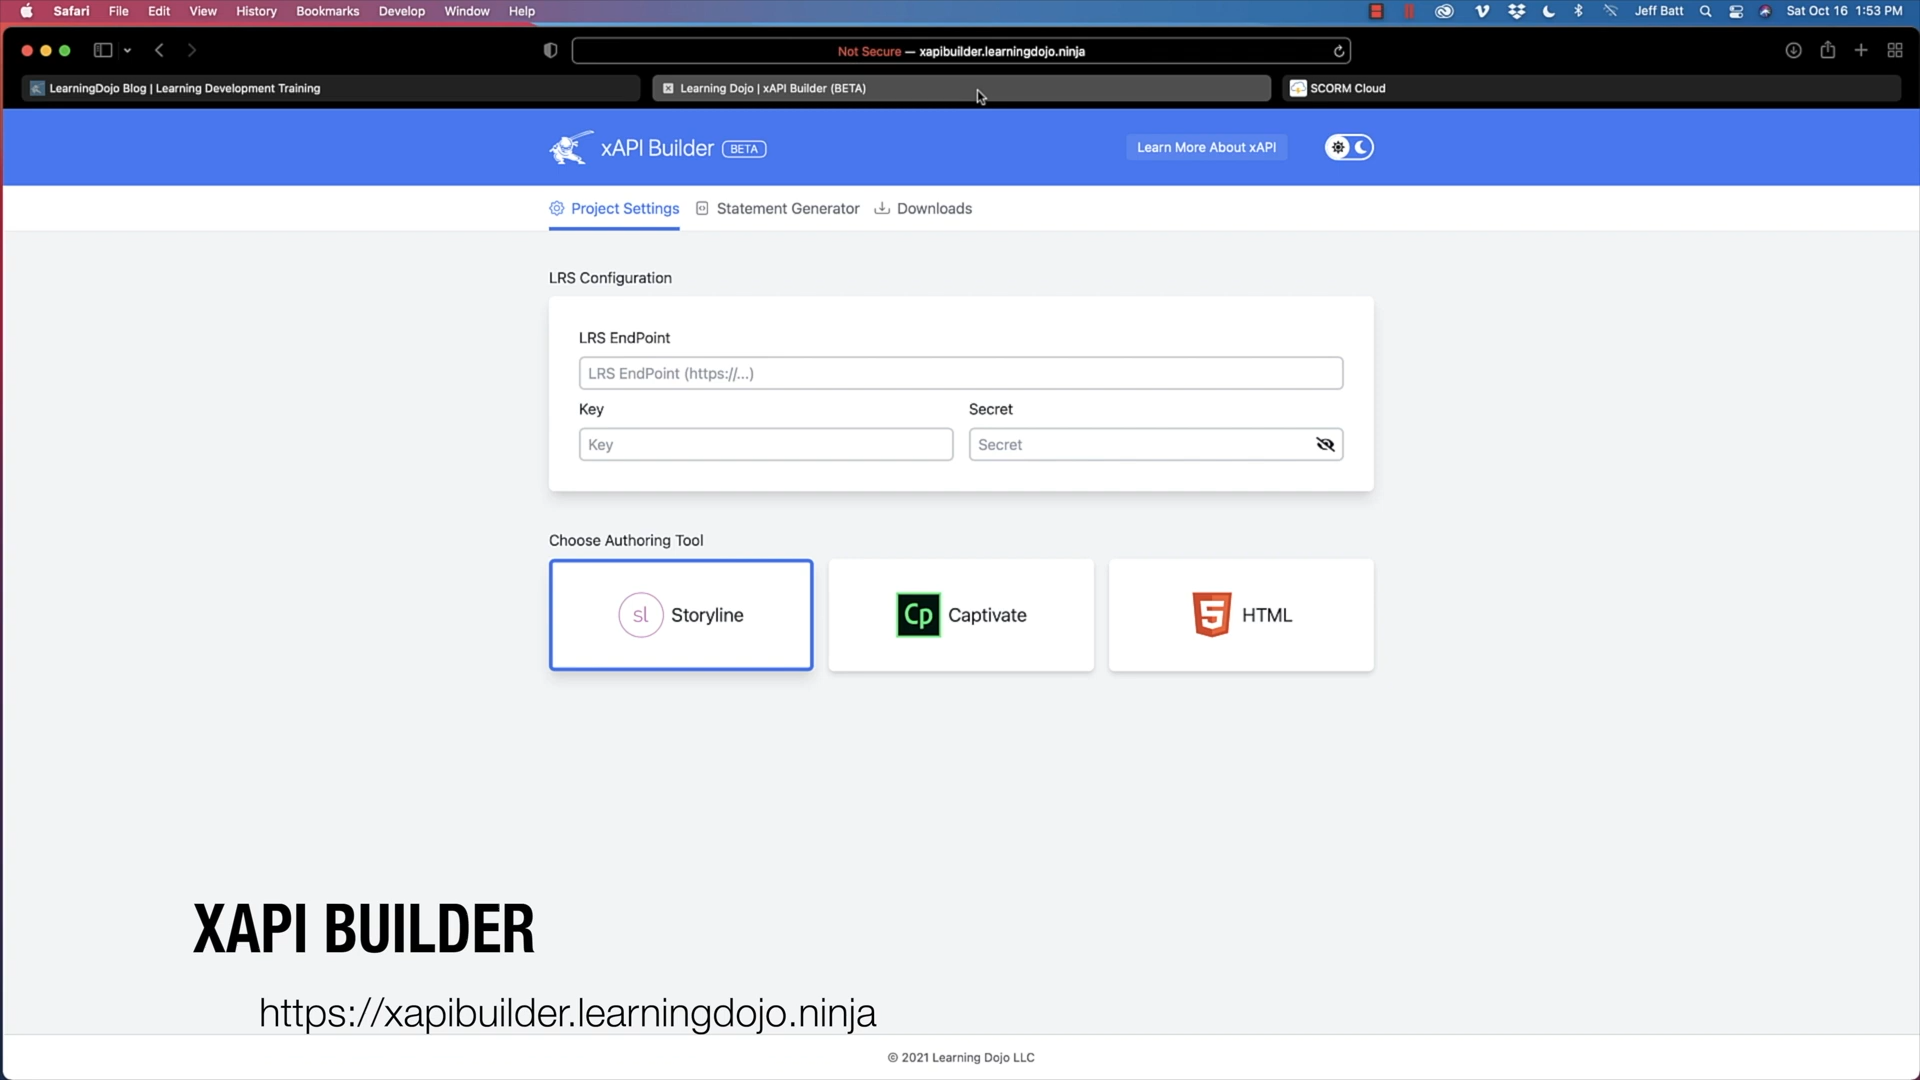 Safari File Edit View History Bookmarks Develop Window Help Jeff Batt Sat Oct 16 1:53 PM
Not Secure — xapibuilder.learningdojo.ninja
LearningDojo Blog | Learning Development Training
Learning Dojo | xAPI Builder (BETA)
SCORM Cloud
xAPI Builder BETA
Learn More About xAPI
Project Settings Statement Generator Downloads
LRS Configuration
LRS EndPoint
LRS EndPoint (https://...)
Key Secret
Key Secret
Choose Authoring Tool
sl Storyline
Cp Captivate
5 HTML
XAPI BUILDER
https://xapibuilder.learningdojo.ninja
© 2021 Learning Dojo LLC